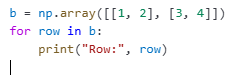 b = np.array([[1, 2], [3, 4]])
for row in b:
    print("Row:", row)